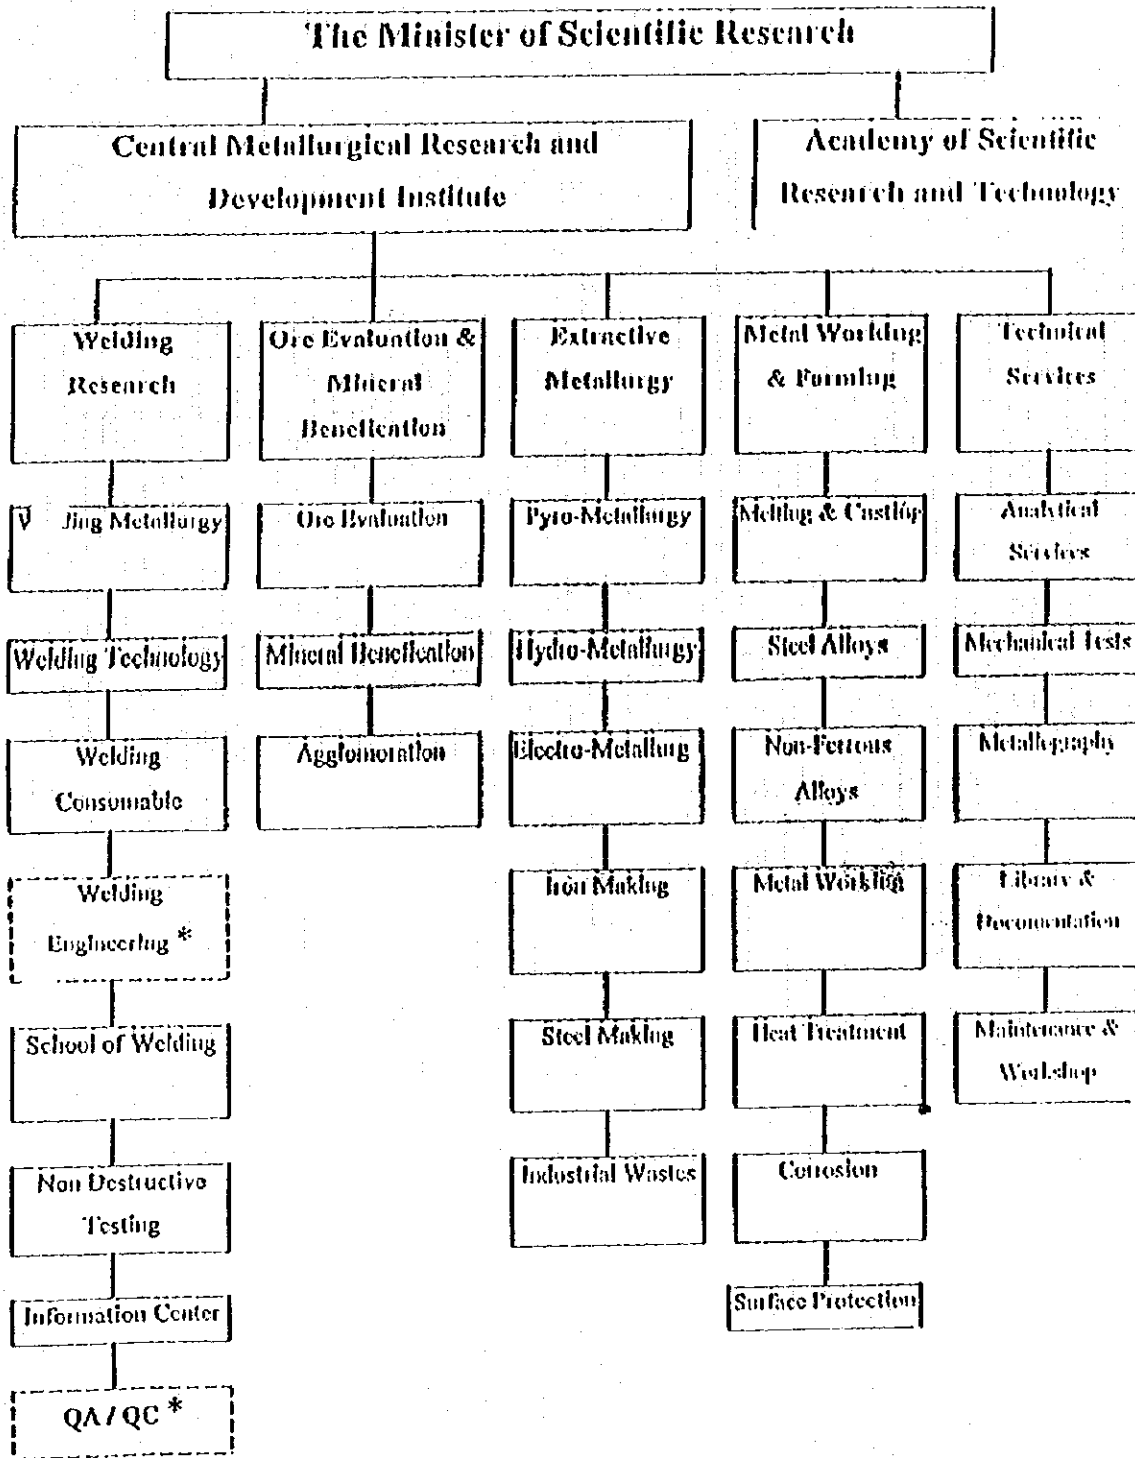 The Minister of Scientific Research
Central Metallurgical Research and
Development Institute
Academy of Scientific
Research and Technology
Welding
Research
Ore Evaluation &
Mineral
Benefication
Extractive
Metallurgy
Metal Working
& Forming
Technical
Services
Metallurgy
Welding Technology
Welding
Consumable
Welding
Engineering *
School of Welding
Non Destructive
Testing
Information Center
QA / QC *
Ore Evaluation
Mineral Benefication
Agglomoration
Pyro-Metallurgy
Hydro-Metallurgy
Electro-Metallurg
Iron Making
Steel Making
Industrial Wastes
Melting & Casting
Steel Alloys
Non-Ferrous
Alloys
Metal Working
Heat Treatment
Corrosion
Surface Protection
Analytical
Services
Mechanical Tests
Metallography
Library &
Documentation
Maintenance &
Workshop